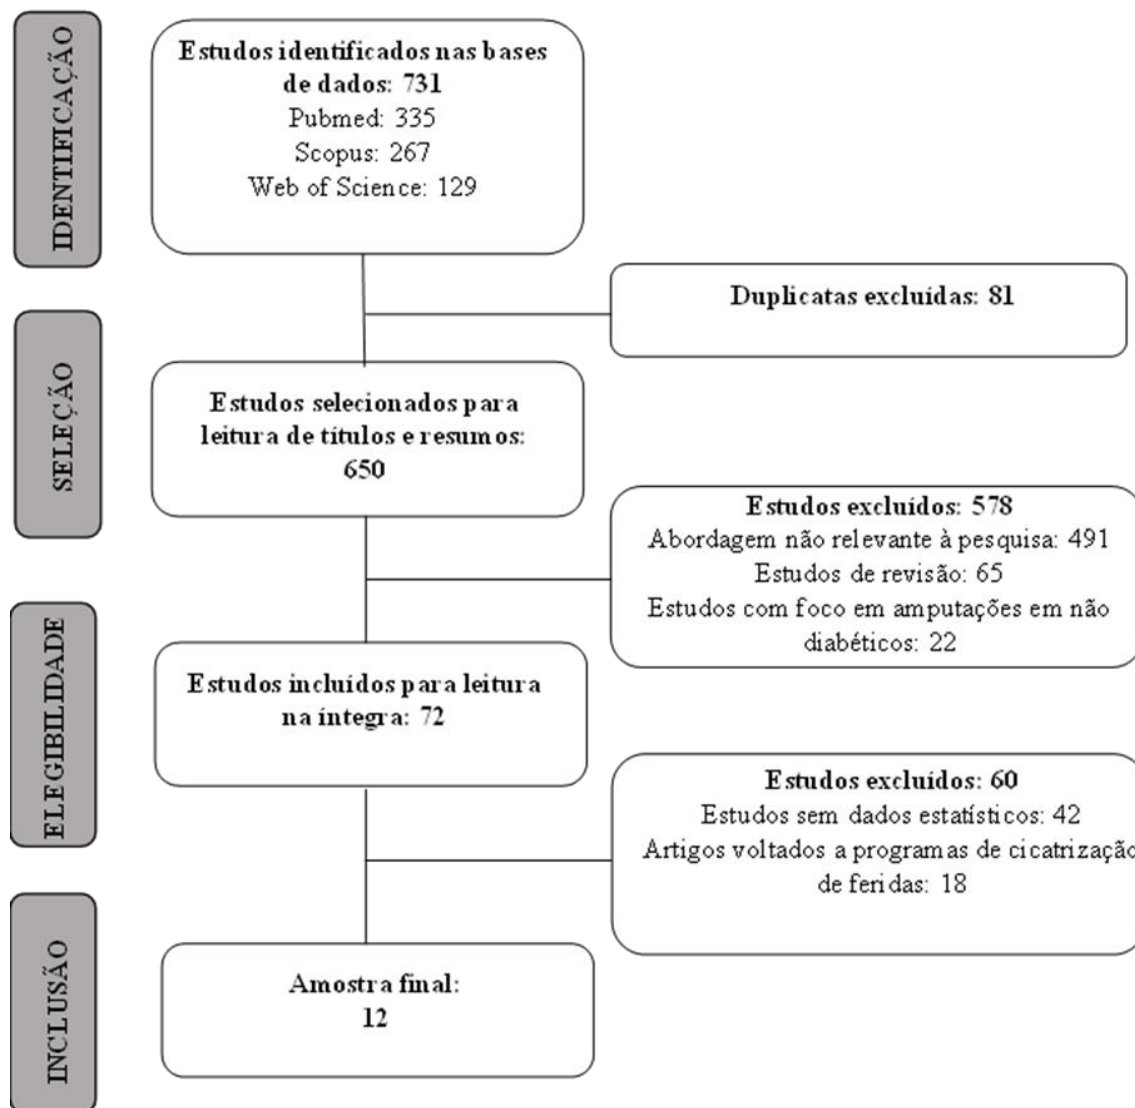 IDENTIFICAÇÃO
Estudos identificados nas bases
de dados: 731
Pubmed: 335
Scopus: 267
Web of Science: 129
Duplicatas excluídas: 81
SELEÇÃO
Estudos selecionados para
leitura de títulos e resumos:
650
Estudos excluídos: 578
Abordagem não relevante à pesquisa: 491
Estudos de revisão: 65
Estudos com foco em amputações em não
diabéticos: 22
ELEGIBILIDADE
Estudos incluídos para leitura
na íntegra: 72
Estudos excluídos: 60
Estudos sem dados estatísticos: 42
Artigos voltados a programas de cicatrização
de feridas: 18
INCLUSÃO
Amostra final:
12